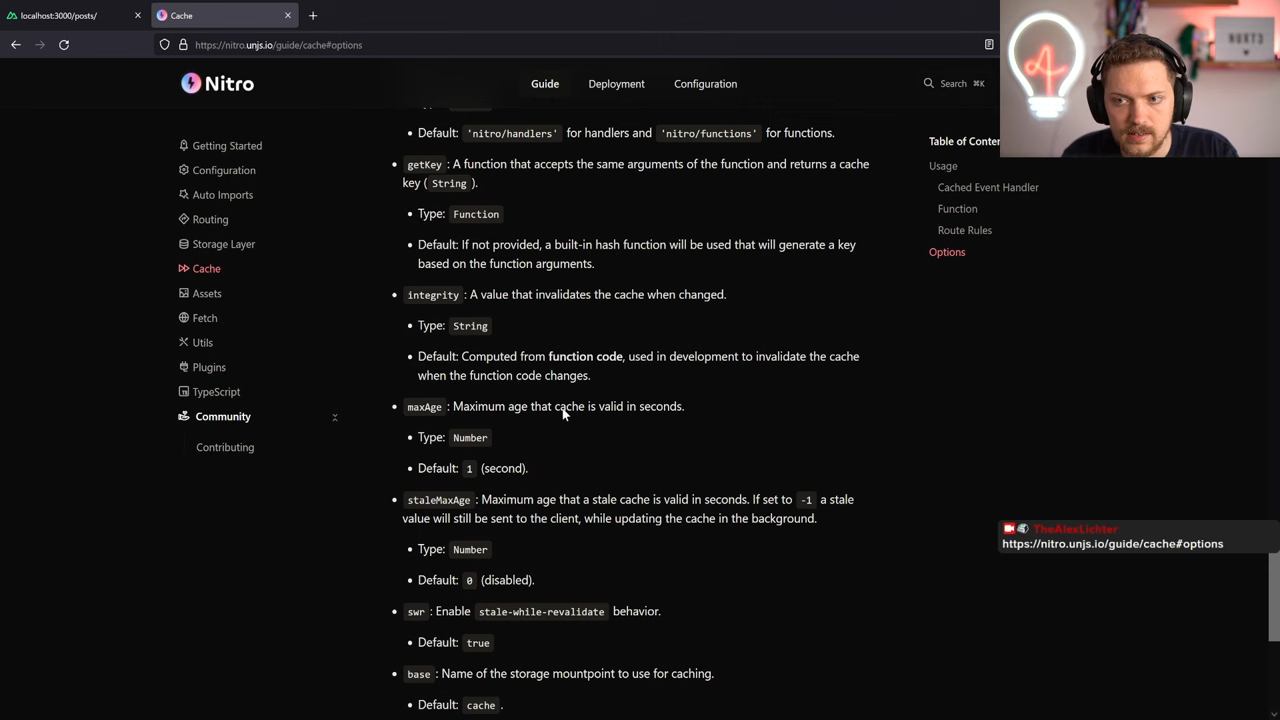 localhost:3000/posts/
Cache
https://nitro.unjs.io/guide/cache#options
Nitro
Guide
Deployment
Configuration
Search ⌘K
NUXT3
Getting Started
Configuration
Auto Imports
Routing
Storage Layer
Cache
Assets
Fetch
Utils
Plugins
TypeScript
Community
Contributing
Default: 'nitro/handlers' for handlers and 'nitro/functions' for functions.
getKey: A function that accepts the same arguments of the function and returns a cache
key ( String ).
Type: Function
Default: If not provided, a built-in hash function will be used that will generate a key
based on the function arguments.
integrity: A value that invalidates the cache when changed.
Type: String
Default: Computed from function code, used in development to invalidate the cache
when the function code changes.
maxAge: Maximum age that cache is valid in seconds.
Type: Number
Default: 1 (second).
staleMaxAge: Maximum age that a stale cache is valid in seconds. If set to -1 a stale
value will still be sent to the client, while updating the cache in the background.
Type: Number
Default: 0 (disabled).
swr: Enable stale-while-revalidate behavior.
Default: true
base: Name of the storage mountpoint to use for caching.
Default: cache.
Table of Conten
Usage
Cached Event Handler
Function
Route Rules
Options
TheAlexLichter
https://nitro.unjs.io/guide/cache#options